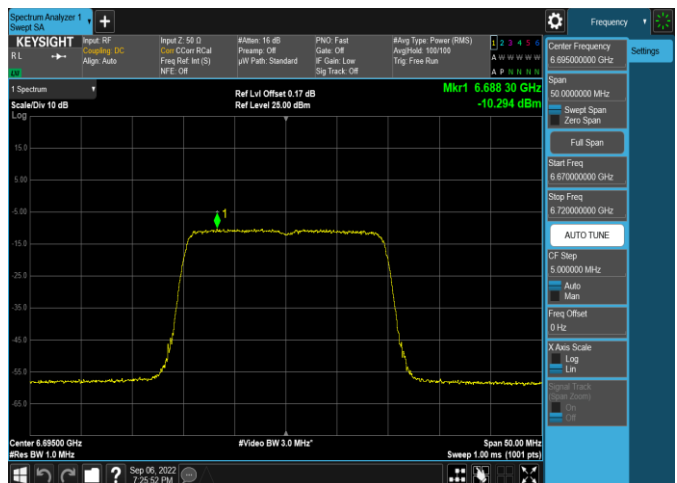 Spectrum Analyzer 1
Swept SA
+
Frequency
KEYSIGHT
RL
LV
Input: RF
Coupling: DC
Align: Auto
Input Z: 50 Ω
Corr CCorr RCal
Freq Ref: Int (S)
NFE: Off
#Atten: 16 dB
Preamp: Off
µW Path: Standard
PNO: Fast
Gate: Off
IF Gain: Low
Sig Track: Off
#Avg Type: Power (RMS)
Avg|Hold: 100/100
Trig: Free Run
1 2 3 4 5 6
A W W W W W
A P N N N N
1 Spectrum
Scale/Div 10 dB
Log
Ref Lvl Offset 0.17 dB
Ref Level 25.00 dBm
Mkr1 6.688 30 GHz
-10.294 dBm
15.0
5.00
-5.00
-15.0
-25.0
-35.0
-45.0
-55.0
-65.0
1
Center 6.69500 GHz
#Res BW 1.0 MHz
#Video BW 3.0 MHz*
Span 50.00 MHz
Sweep 1.00 ms (1001 pts)
Center Frequency
6.695000000 GHz
Span
50.0000000 MHz
Swept Span
Zero Span
Full Span
Start Freq
6.670000000 GHz
Stop Freq
6.720000000 GHz
AUTO TUNE
CF Step
5.000000 MHz
Auto
Man
Freq Offset
0 Hz
X Axis Scale
Log
Lin
Signal Track
(Span Zoom)
On
Off
Settings
?
Sep 06, 2022
7:25:52 PM